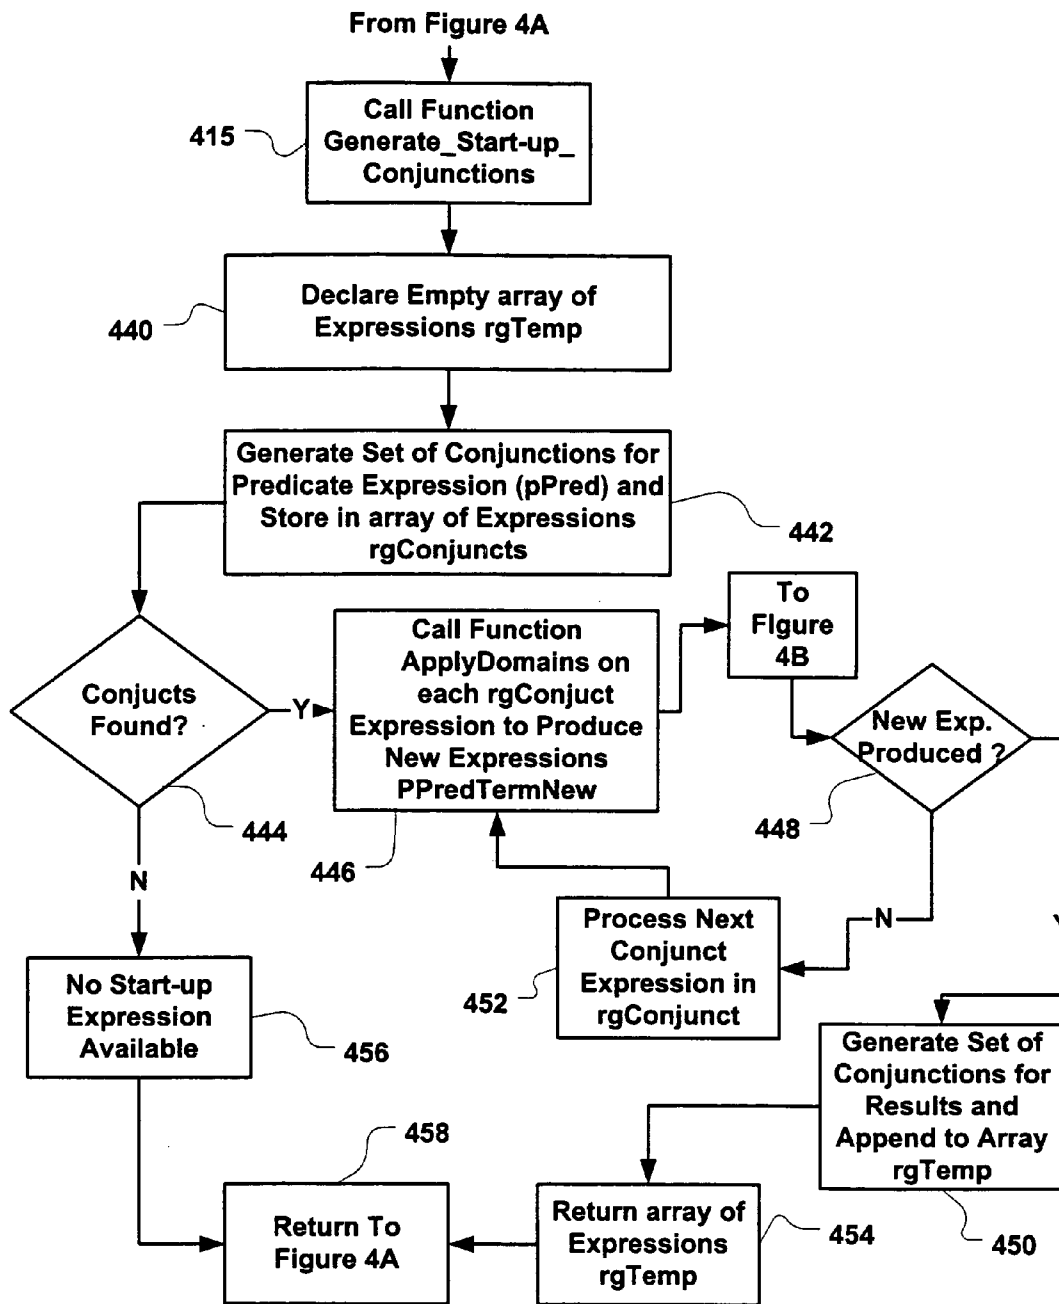 From Figure 4A
Call Function
Generate_Start-up_
Conjunctions
415
Declare Empty array of
Expressions rgTemp
440
Generate Set of Conjunctions for
Predicate Expression (pPred) and
Store in array of Expressions
rgConjuncts
442
To
FIgure
4B
Call Function
ApplyDomains on
each rgConjuct
Expression to Produce
New Expressions
PPredTermNew
Conjucts
Found?
Y
New Exp.
Produced ?
444
446
448
N
N
Process Next
Conjunct
Expression in
rgConjunct
452
No Start-up
Expression
Available
456
Generate Set of
Conjunctions for
Results and
Append to Array
rgTemp
450
458
Return To
Figure 4A
Return array of
Expressions
rgTemp
454